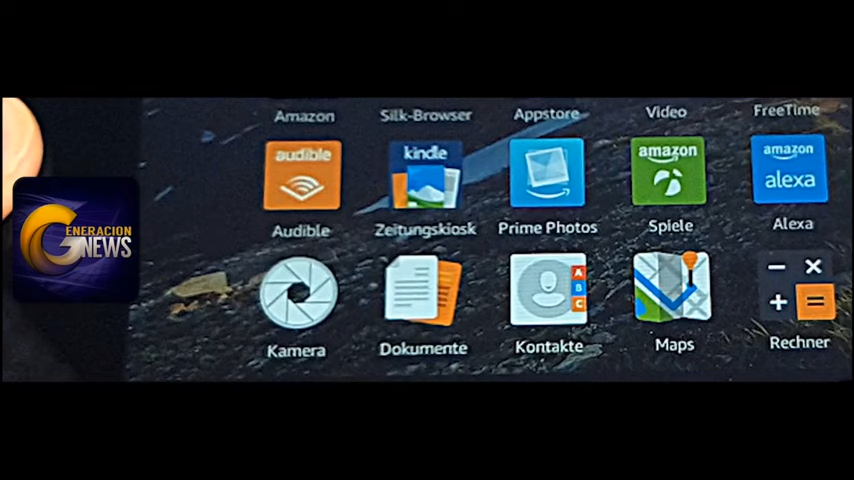 Amazon Silk-Browser Appstore Video FreeTime
audible kindle amazon amazon
alexa
Audible Zeitungskiosk Prime Photos Spiele Alexa
GENERACION
NEWS
A
B
C
Kamera Dokumente Kontakte Maps Rechner